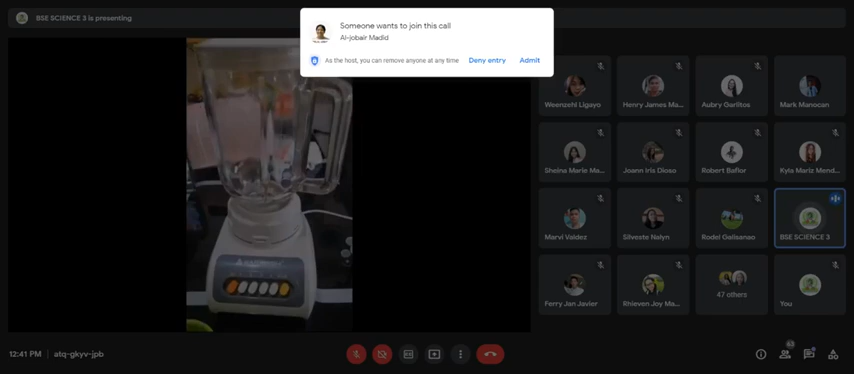 BSE SCIENCE 3 is presenting
Someone wants to join this call
Al-jobair Madid
As the host, you can remove anyone at any time
Deny entry
Admit
Weenzehl Ligayo
Henry James Ma...
Aubry Garlitos
Mark Manocan
Sheina Marie Ma...
Joann Iris Dioso
Robert Baflor
Kyla Mariz Mend...
Marvi Valdez
Silveste Nalyn
Rodel Galisanao
BSE SCIENCE 3
Ferry Jan Javier
Rhieven Joy Ma...
47 others
You
12:41 PM | atq-gkyv-jpb
63